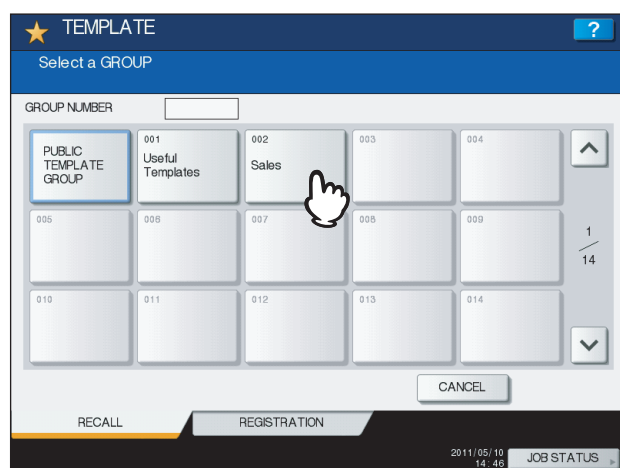 TEMPLATE
?
Select a GROUP
GROUP NUMBER
PUBLIC
TEMPLATE
GROUP
001
Useful
Templates
002
Sales
003
004
005
006
007
008
009
1
14
010
011
012
013
014
CANCEL
RECALL
REGISTRATION
2011/05/10
14:46
JOB STATUS